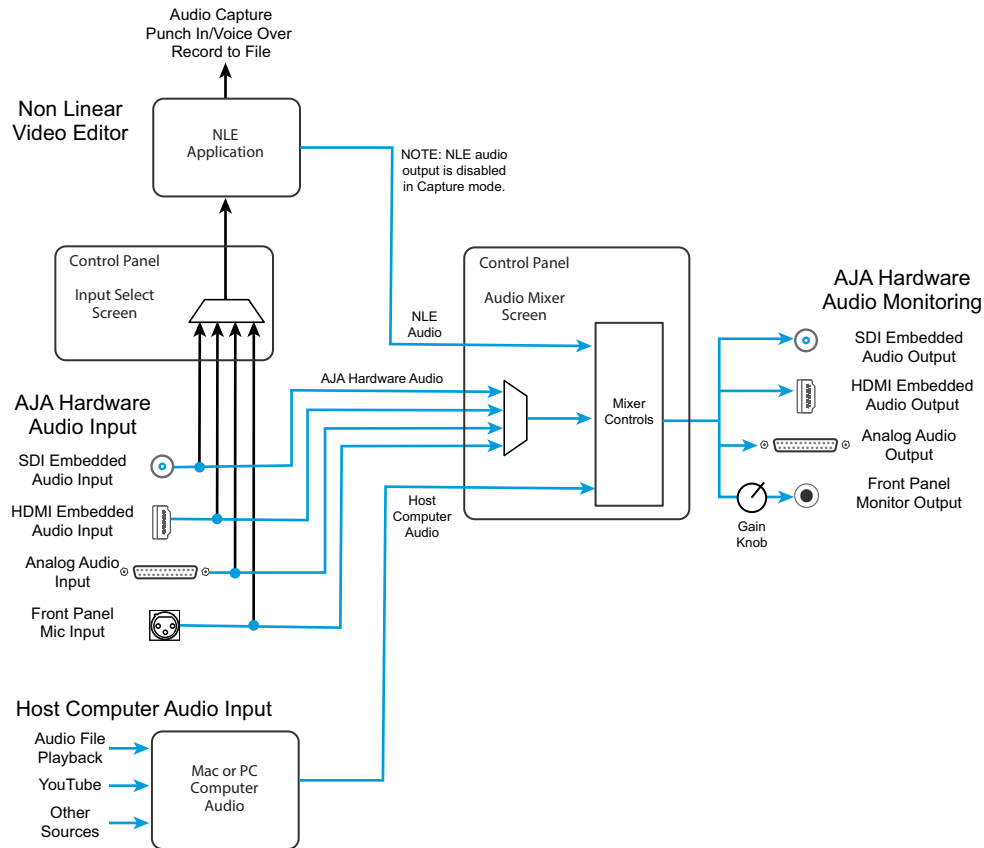 Audio Capture
Punch In/Voice Over
Record to File
Non Linear
Video Editor
NLE
Application
NOTE: NLE audio
output is disabled
in Capture mode.
Control Panel
Input Select
Screen
Control Panel
Audio Mixer
Screen
NLE
Audio
AJA Hardware Audio
Mixer
Controls
Host
Computer
Audio
AJA Hardware
Audio Monitoring
SDI Embedded
Audio Output
HDMI Embedded
Audio Output
Analog Audio
Output
Front Panel
Monitor Output
Gain
Knob
AJA Hardware
Audio Input
SDI Embedded
Audio Input
HDMI Embedded
Audio Input
Analog Audio
Input
Front Panel
Mic Input
Host Computer Audio Input
Audio File
Playback
YouTube
Other
Sources
Mac or PC
Computer
Audio